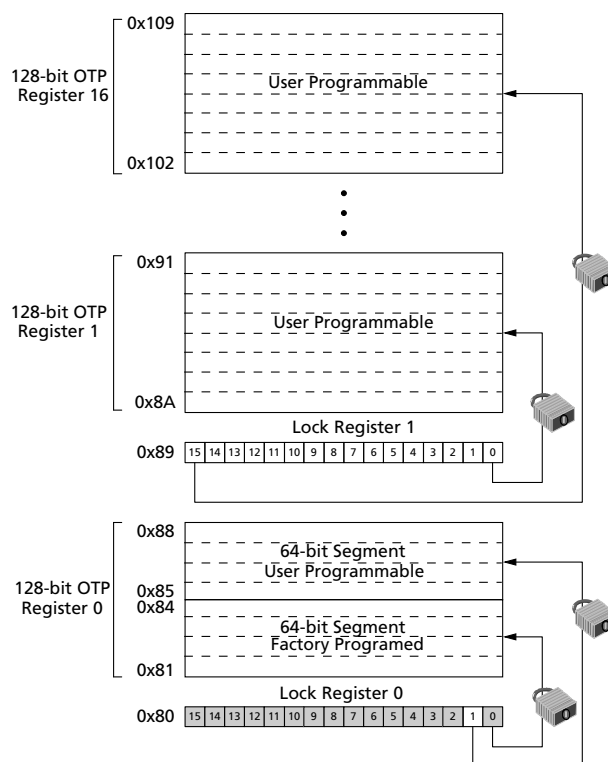 0x109
128-bit OTP
Register 16
User Programmable
0x102
0x91
128-bit OTP
Register 1
User Programmable
0x8A
Lock Register 1
0x89
15 14 13 12 11 10 9 8 7 6 5 4 3 2 1 0
0x88
64-bit Segment
User Programmable
128-bit OTP
Register 0
0x85
0x84
64-bit Segment
Factory Programed
0x81
Lock Register 0
0x80
15 14 13 12 11 10 9 8 7 6 5 4 3 2 1 0